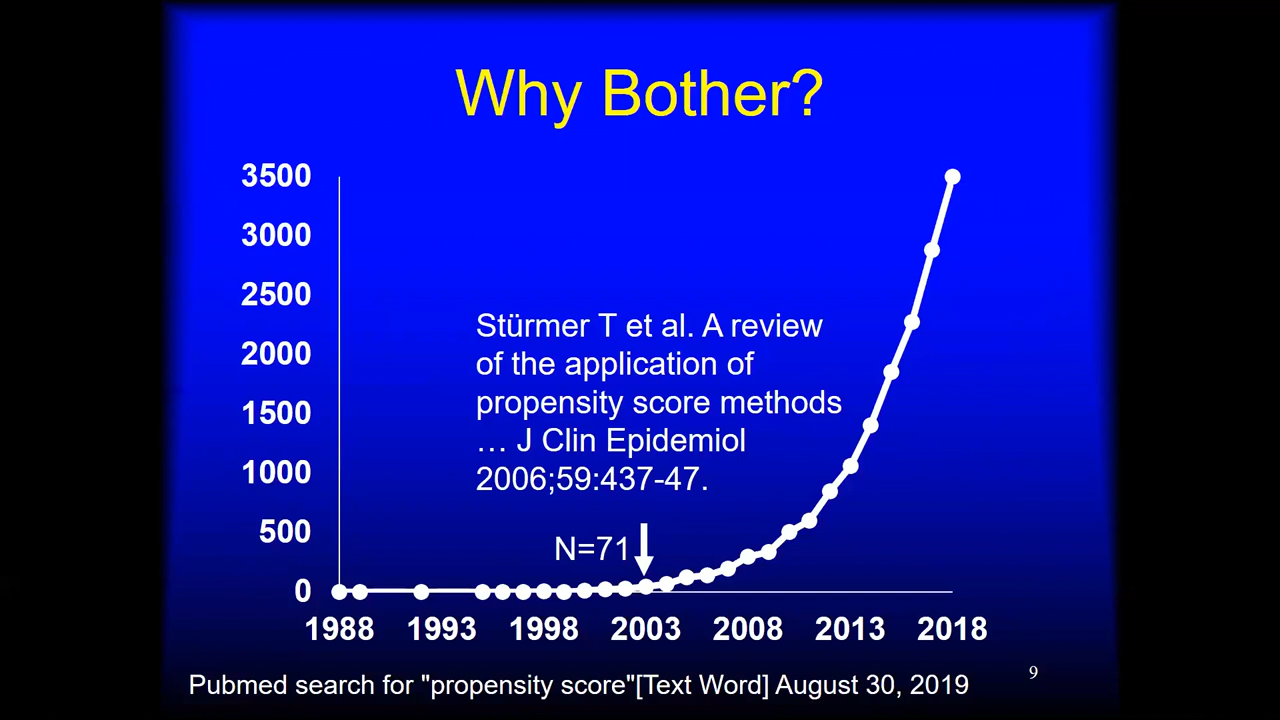 Why Bother?
3500
3000
2500
2000
1500
1000
500
0
Stürmer T et al. A review
of the application of
propensity score methods
… J Clin Epidemiol
2006;59:437-47.
N=71
1988 1993 1998 2003 2008 2013 2018
Pubmed search for "propensity score"[Text Word] August 30, 2019
9